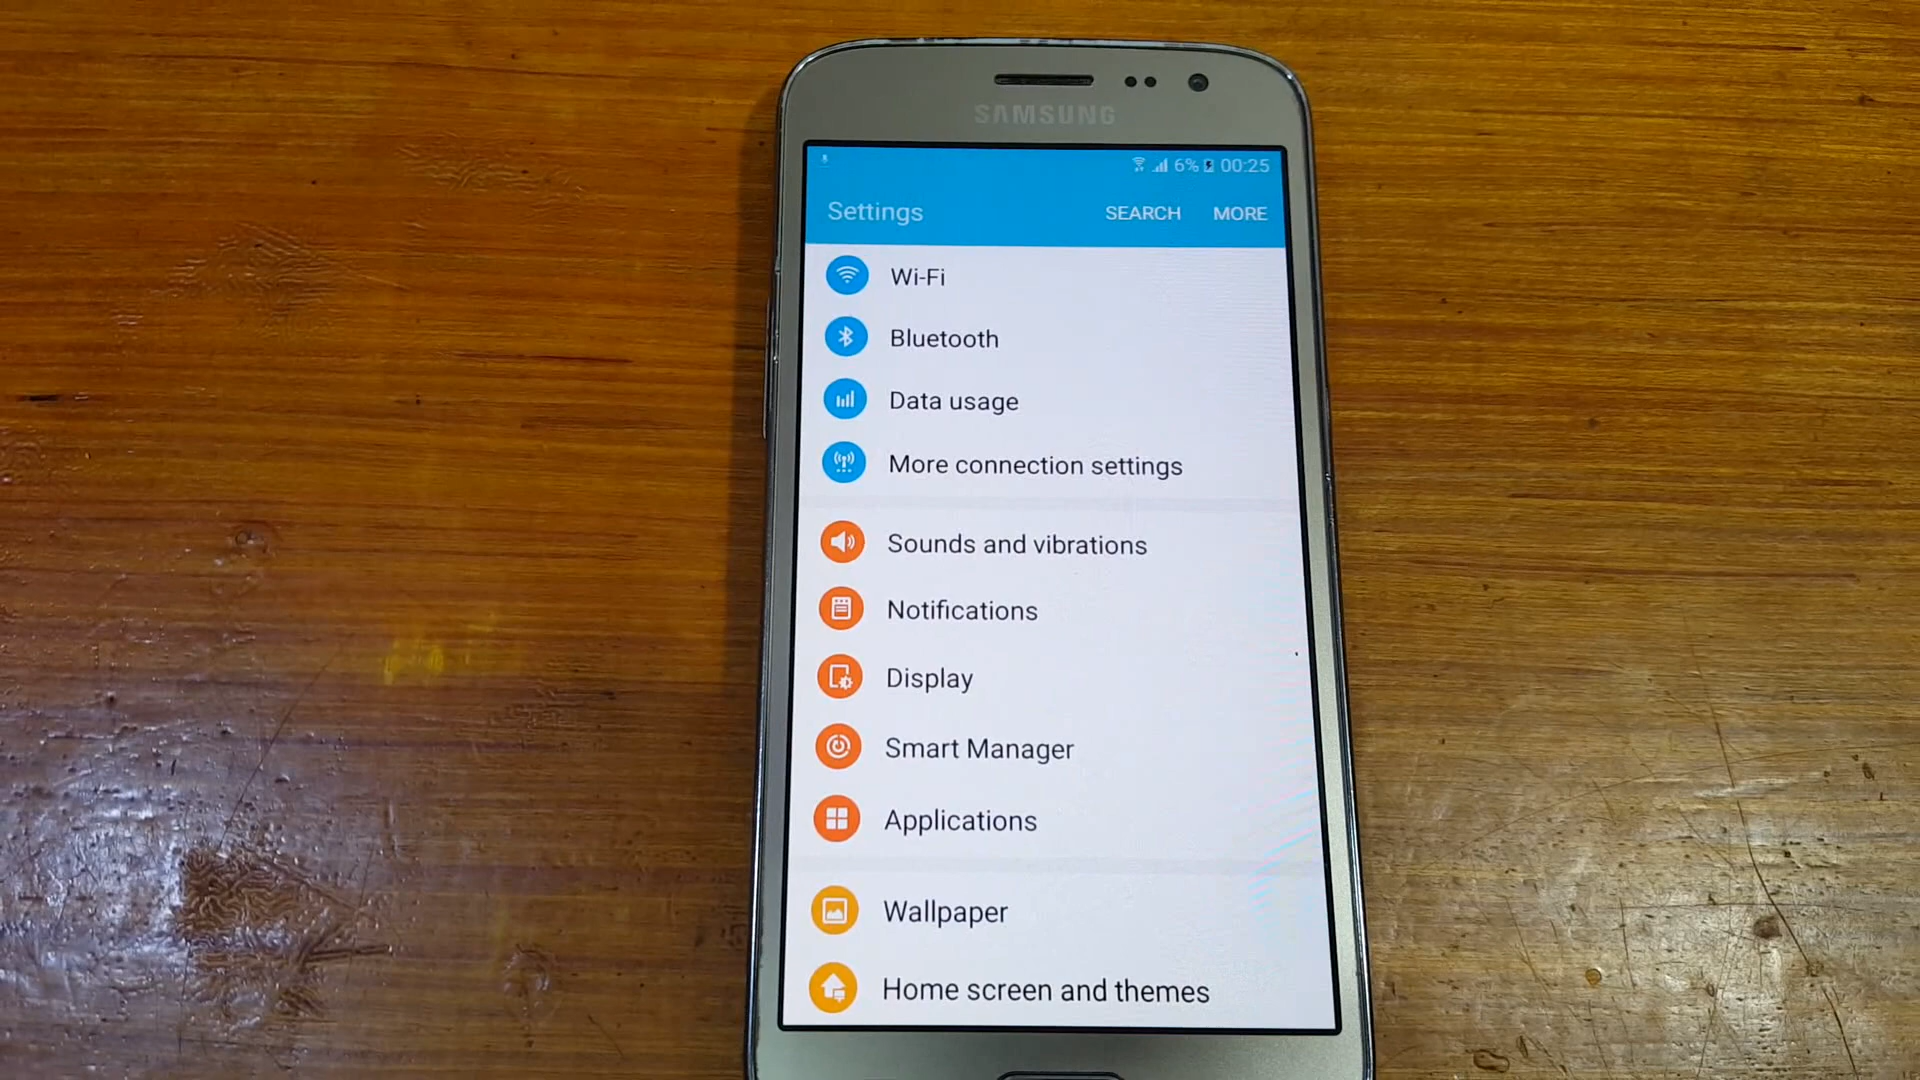 SAMSUNG
6% 00:25
Settings SEARCH MORE
Wi-Fi
Bluetooth
Data usage
More connection settings
Sounds and vibrations
Notifications
Display
Smart Manager
Applications
Wallpaper
Home screen and themes